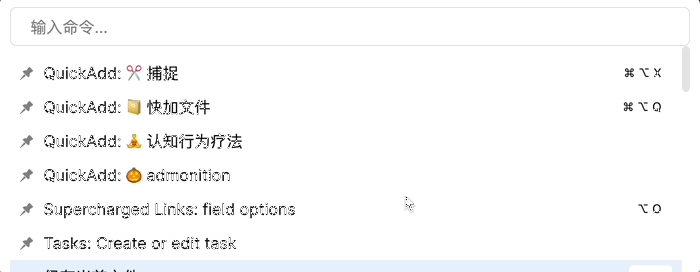 输入命令...
QuickAdd: ✂️ 捕捉 ⌘ ⌥ X
QuickAdd: 📒 快加文件 ⌘ ⌥ Q
QuickAdd: 🧘 认知行为疗法
QuickAdd: 🎃 admonition
Supercharged Links: field options ⌥ O
Tasks: Create or edit task